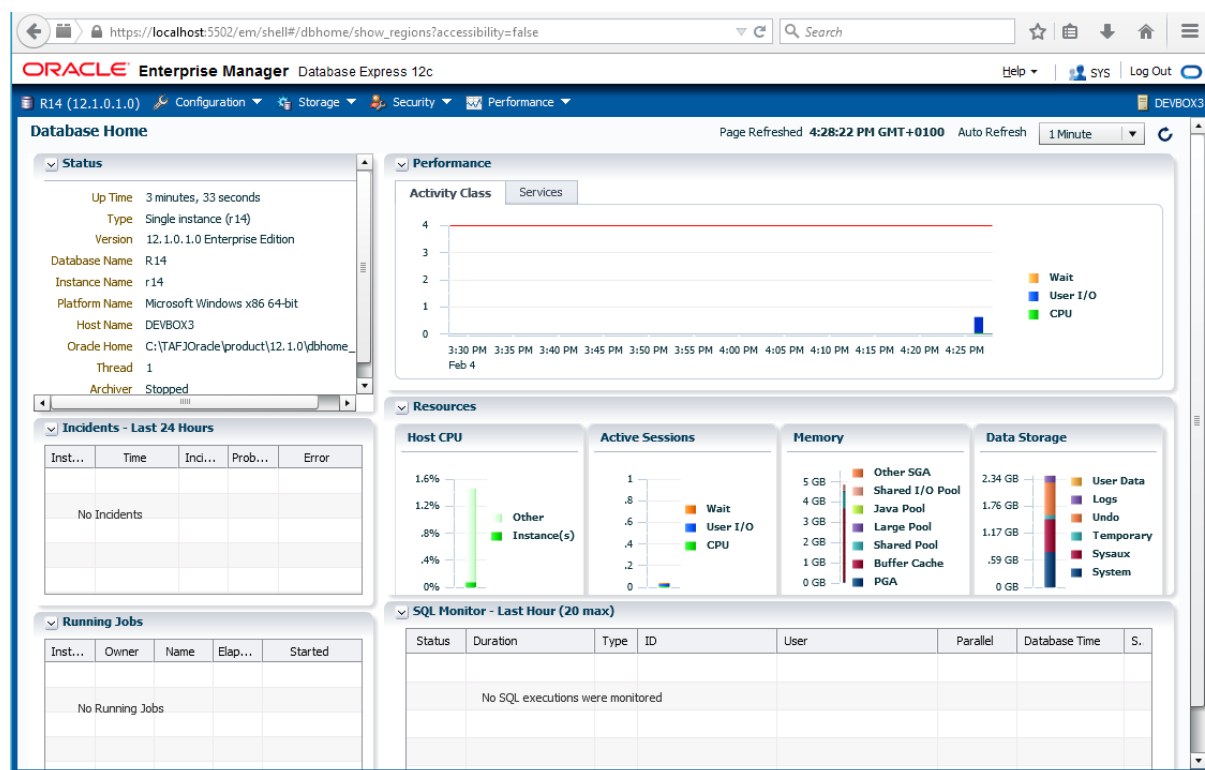 https://localhost:5502/em/shell#/dbhome/show_regions?accessibility=false
Search
ORACLE Enterprise Manager Database Express 12c
Help
SYS
Log Out
R14 (12.1.0.1.0)
Configuration
Storage
Security
Performance
DEVBOX3
Database Home
Page Refreshed 4:28:22 PM GMT+0100 Auto Refresh 1 Minute
Status
Up Time 3 minutes, 33 seconds
Type Single instance (r14)
Version 12.1.0.1.0 Enterprise Edition
Database Name R14
Instance Name r14
Platform Name Microsoft Windows x86 64-bit
Host Name DEVBOX3
Oracle Home C:\TAFJOracle\product\12.1.0\dbhome_
Thread 1
Archiver Stopped
Performance
Activity Class Services
4
3
2
1
0
3:30 PM 3:35 PM 3:40 PM 3:45 PM 3:50 PM 3:55 PM 4:00 PM 4:05 PM 4:10 PM 4:15 PM 4:20 PM 4:25 PM
Feb 4
Wait
User I/O
CPU
Incidents - Last 24 Hours
Inst... Time Inci... Prob... Error
No Incidents
Resources
Host CPU
1.6%
1.2%
.8%
.4%
0%
Other
Instance(s)
Active Sessions
1
.8
.6
.4
.2
0
Wait
User I/O
CPU
Memory
5 GB
4 GB
3 GB
2 GB
1 GB
0 GB
Other SGA
Shared I/O Pool
Java Pool
Large Pool
Shared Pool
Buffer Cache
PGA
Data Storage
2.34 GB
1.76 GB
1.17 GB
.59 GB
0 GB
User Data
Logs
Undo
Temporary
Sysaux
System
Running Jobs
Inst... Owner Name Elap... Started
No Running Jobs
SQL Monitor - Last Hour (20 max)
Status Duration Type ID User Parallel Database Time S.
No SQL executions were monitored